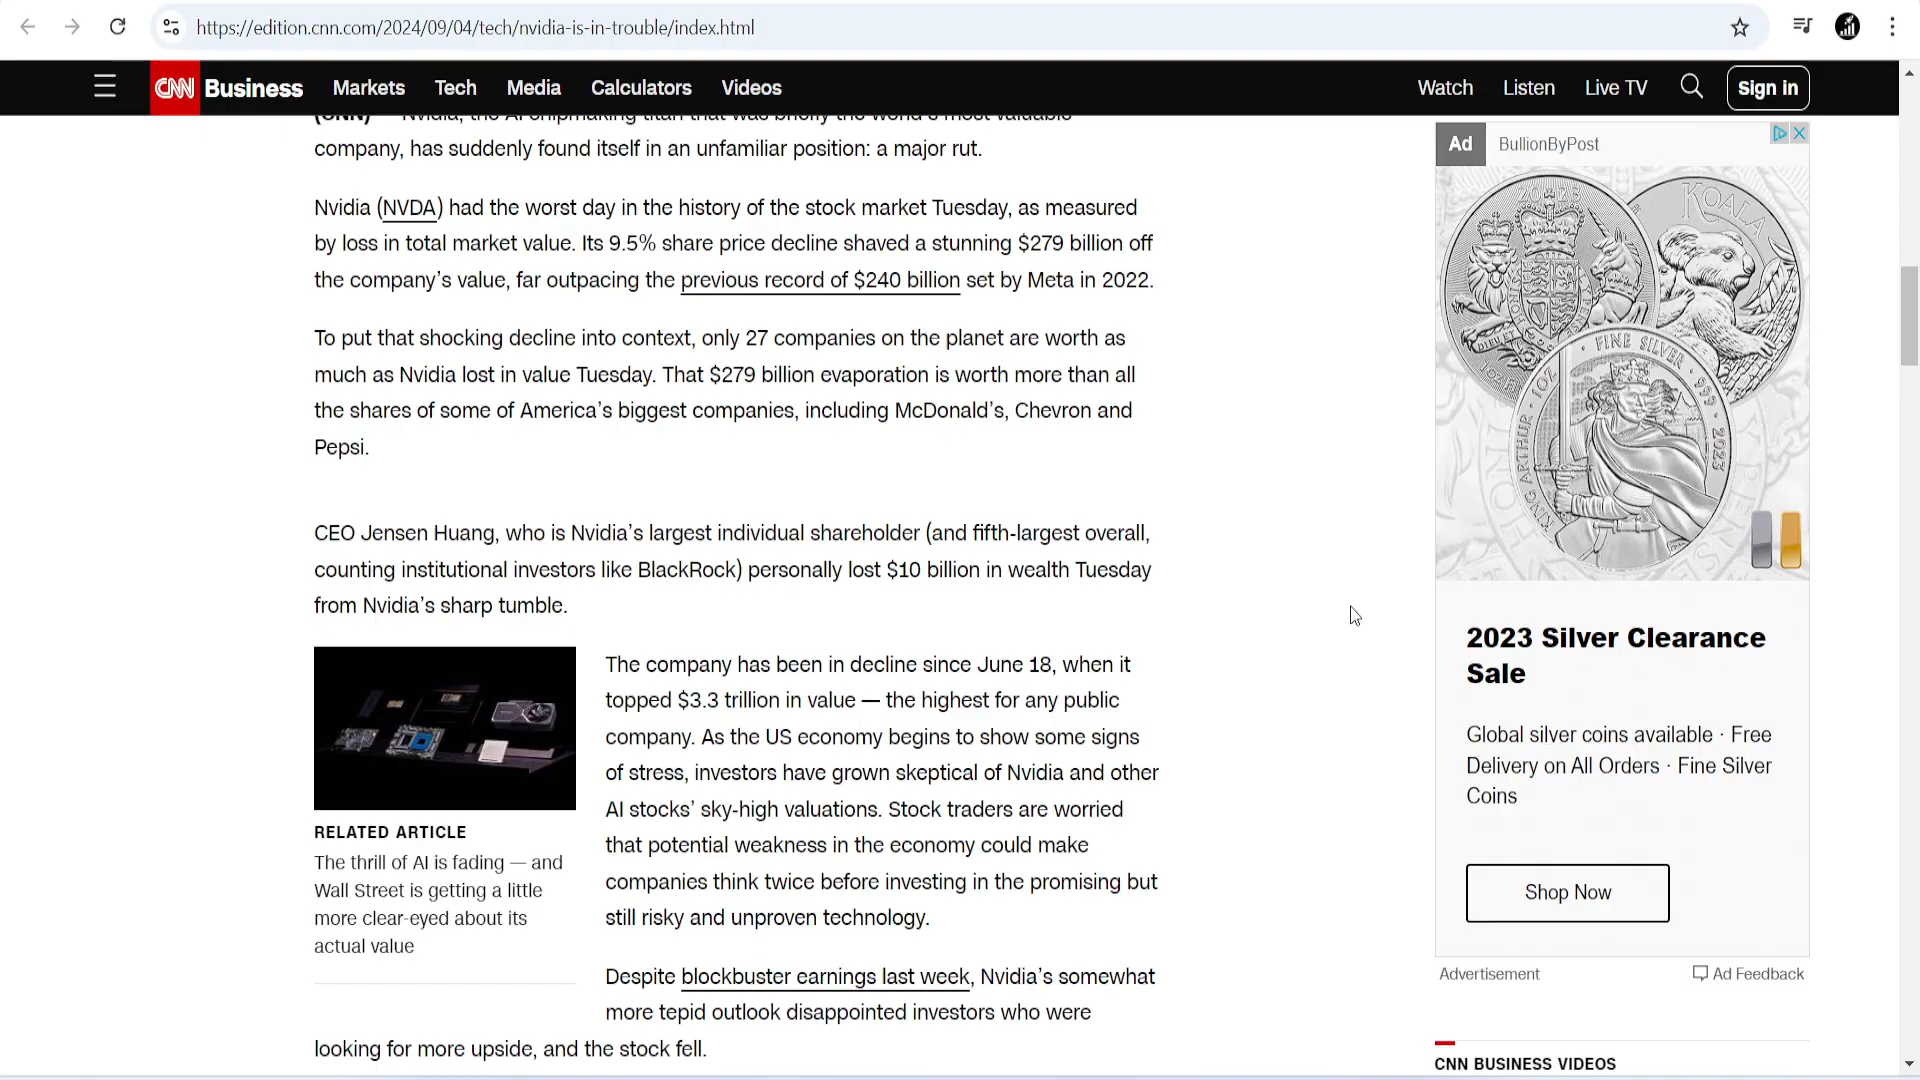 https://edition.cnn.com/2024/09/04/tech/nvidia-is-in-trouble/index.html
CNN Business Markets Tech Media Calculators Videos Watch Listen Live TV Sign in
(CNN) — Nvidia, the AI chipmaking titan that was briefly the world's most valuable
company, has suddenly found itself in an unfamiliar position: a major rut.
Nvidia (NVDA) had the worst day in the history of the stock market Tuesday, as measured
by loss in total market value. Its 9.5% share price decline shaved a stunning $279 billion off
the company's value, far outpacing the previous record of $240 billion set by Meta in 2022.
To put that shocking decline into context, only 27 companies on the planet are worth as
much as Nvidia lost in value Tuesday. That $279 billion evaporation is worth more than all
the shares of some of America's biggest companies, including McDonald's, Chevron and
Pepsi.
CEO Jensen Huang, who is Nvidia's largest individual shareholder (and fifth-largest overall,
counting institutional investors like BlackRock) personally lost $10 billion in wealth Tuesday
from Nvidia's sharp tumble.
RELATED ARTICLE
The thrill of AI is fading — and
Wall Street is getting a little
more clear-eyed about its
actual value
The company has been in decline since June 18, when it
topped $3.3 trillion in value — the highest for any public
company. As the US economy begins to show some signs
of stress, investors have grown skeptical of Nvidia and other
AI stocks' sky-high valuations. Stock traders are worried
that potential weakness in the economy could make
companies think twice before investing in the promising but
still risky and unproven technology.
Despite blockbuster earnings last week, Nvidia's somewhat
more tepid outlook disappointed investors who were
looking for more upside, and the stock fell.
Ad BullionByPost
2023
KOALA
· FINE SILVER ·
KING ARTHUR · 1OZ
999 · 2023
2023 Silver Clearance
Sale
Global silver coins available · Free
Delivery on All Orders · Fine Silver
Coins
Shop Now
Advertisement
Ad Feedback
CNN BUSINESS VIDEOS